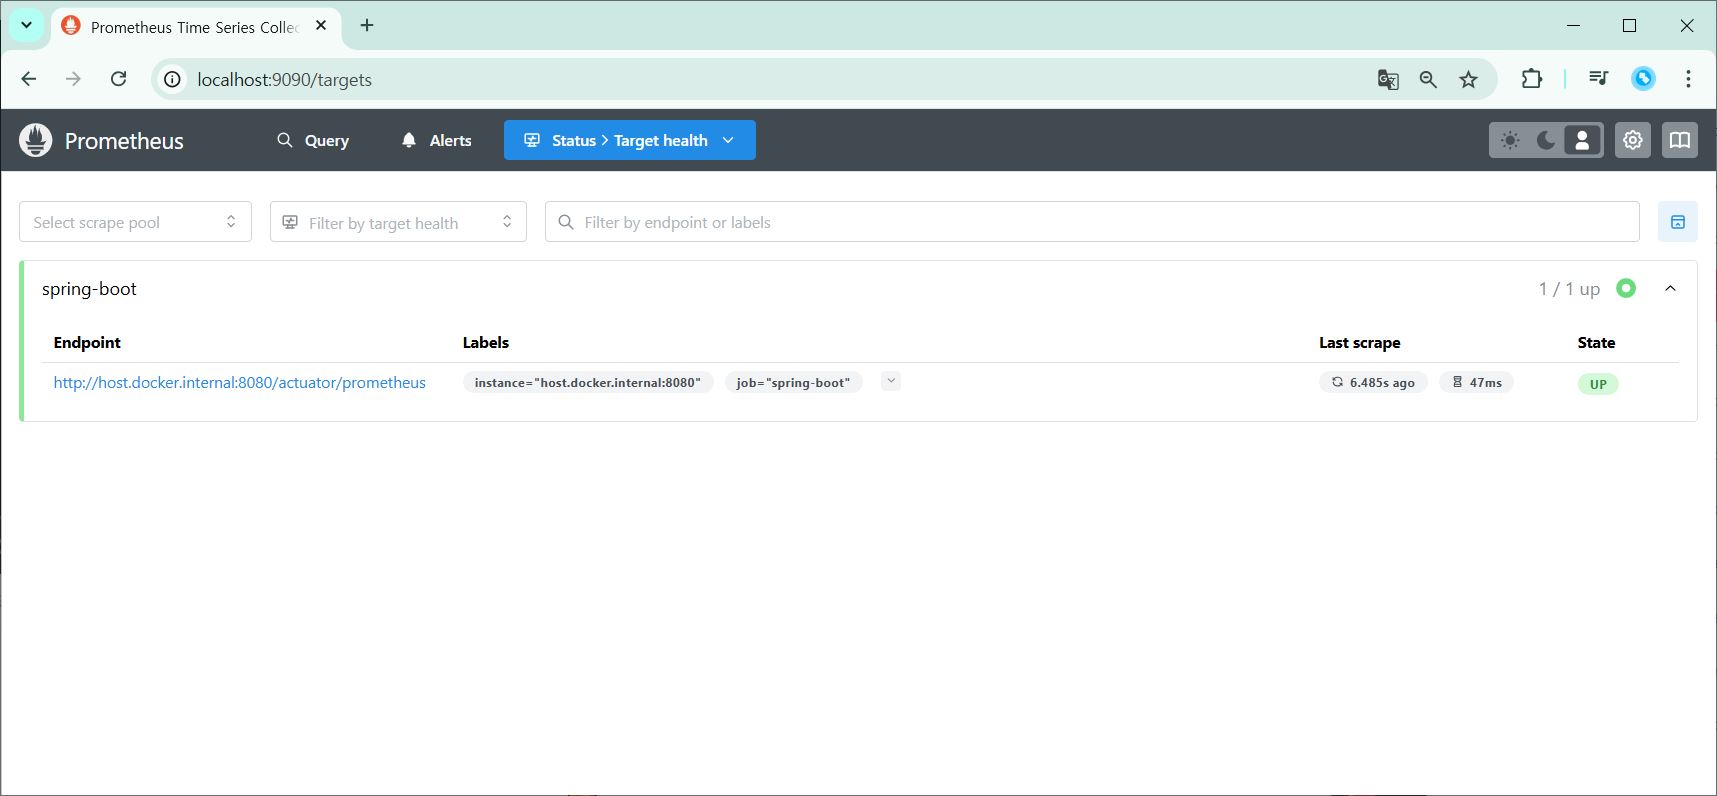 Prometheus Time Series Collec
localhost:9090/targets
Prometheus
Query
Alerts
Status > Target health
Select scrape pool
Filter by target health
Filter by endpoint or labels
spring-boot
1 / 1 up
Endpoint Labels Last scrape State
http://host.docker.internal:8080/actuator/prometheus instance="host.docker.internal:8080" job="spring-boot" 6.485s ago 47ms UP